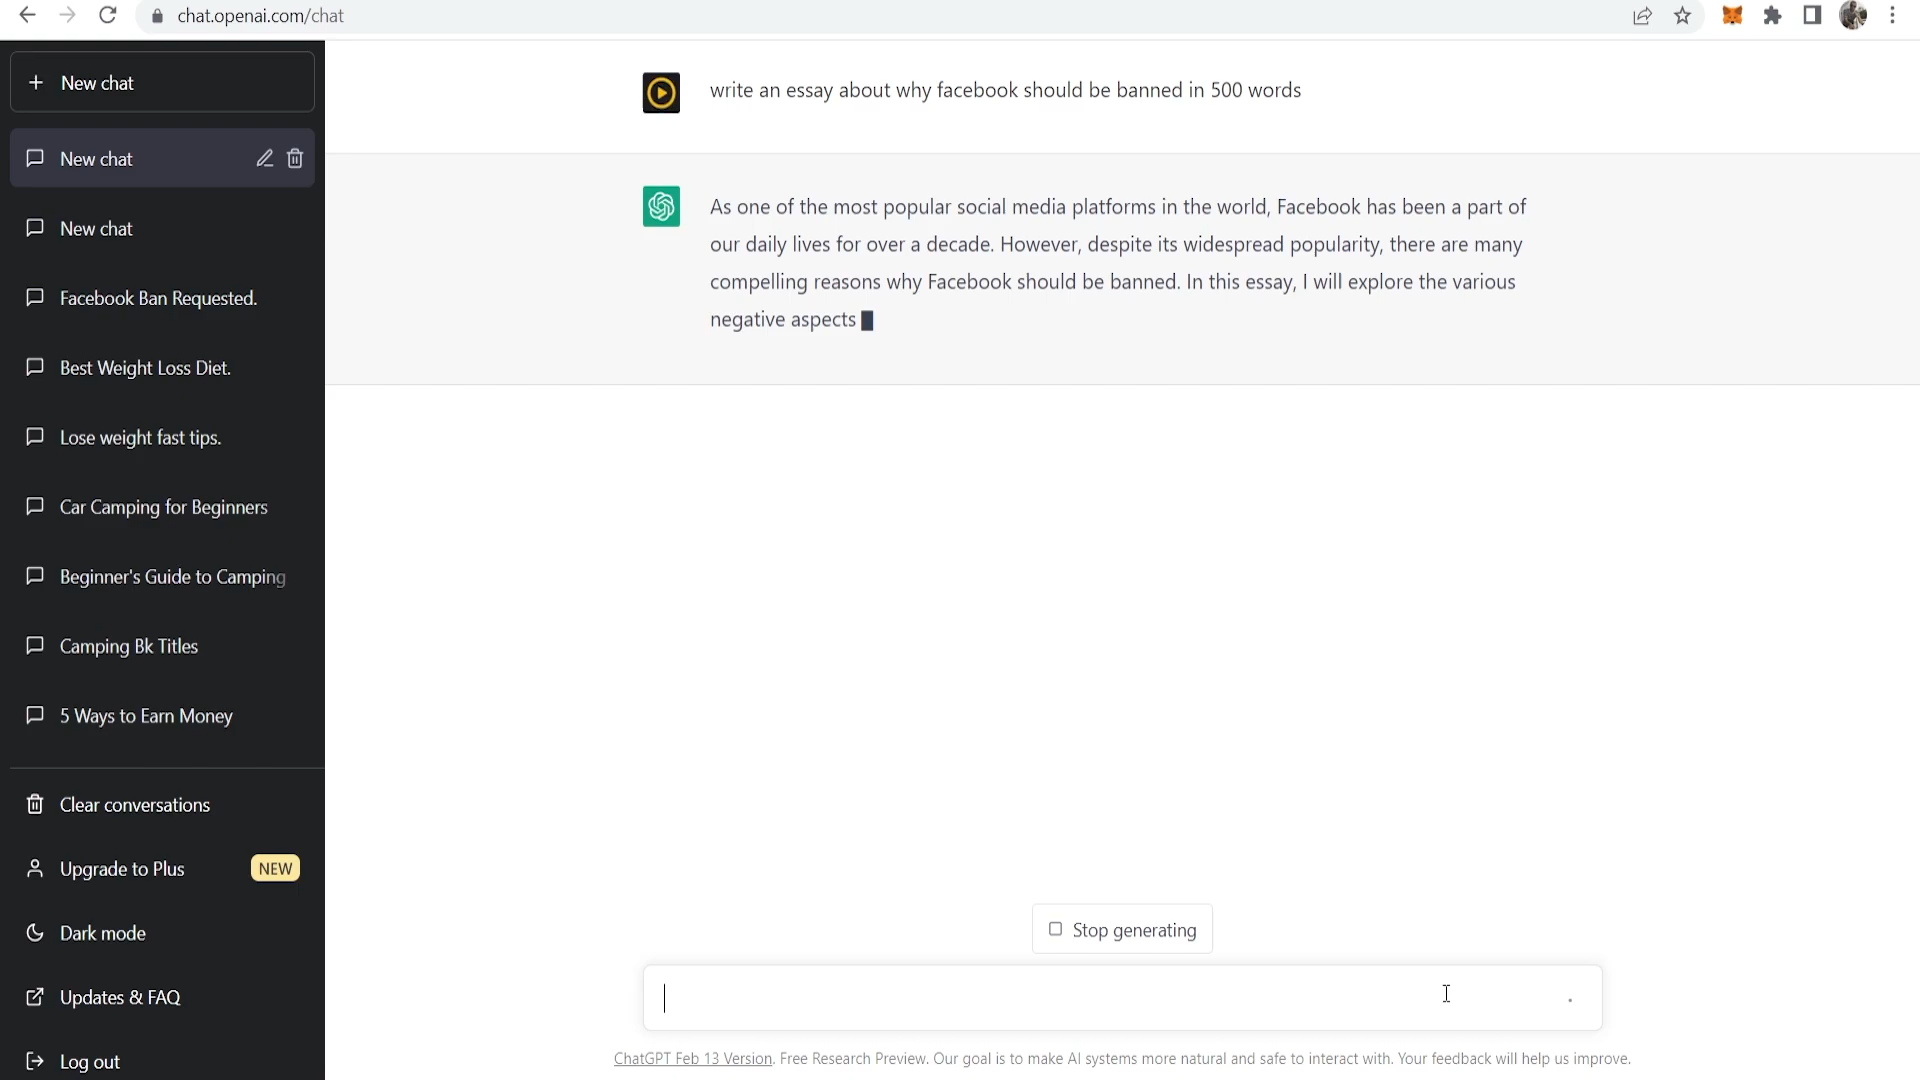 chat.openai.com/chat
New chat
New chat
New chat
Facebook Ban Requested.
Best Weight Loss Diet.
Lose weight fast tips.
Car Camping for Beginners
Beginner's Guide to Camping
Camping Bk Titles
5 Ways to Earn Money
Clear conversations
Upgrade to Plus NEW
Dark mode
Updates & FAQ
Log out
write an essay about why facebook should be banned in 500 words
As one of the most popular social media platforms in the world, Facebook has been a part of
our daily lives for over a decade. However, despite its widespread popularity, there are many
compelling reasons why Facebook should be banned. In this essay, I will explore the various
negative aspects
Stop generating
ChatGPT Feb 13 Version. Free Research Preview. Our goal is to make AI systems more natural and safe to interact with. Your feedback will help us improve.